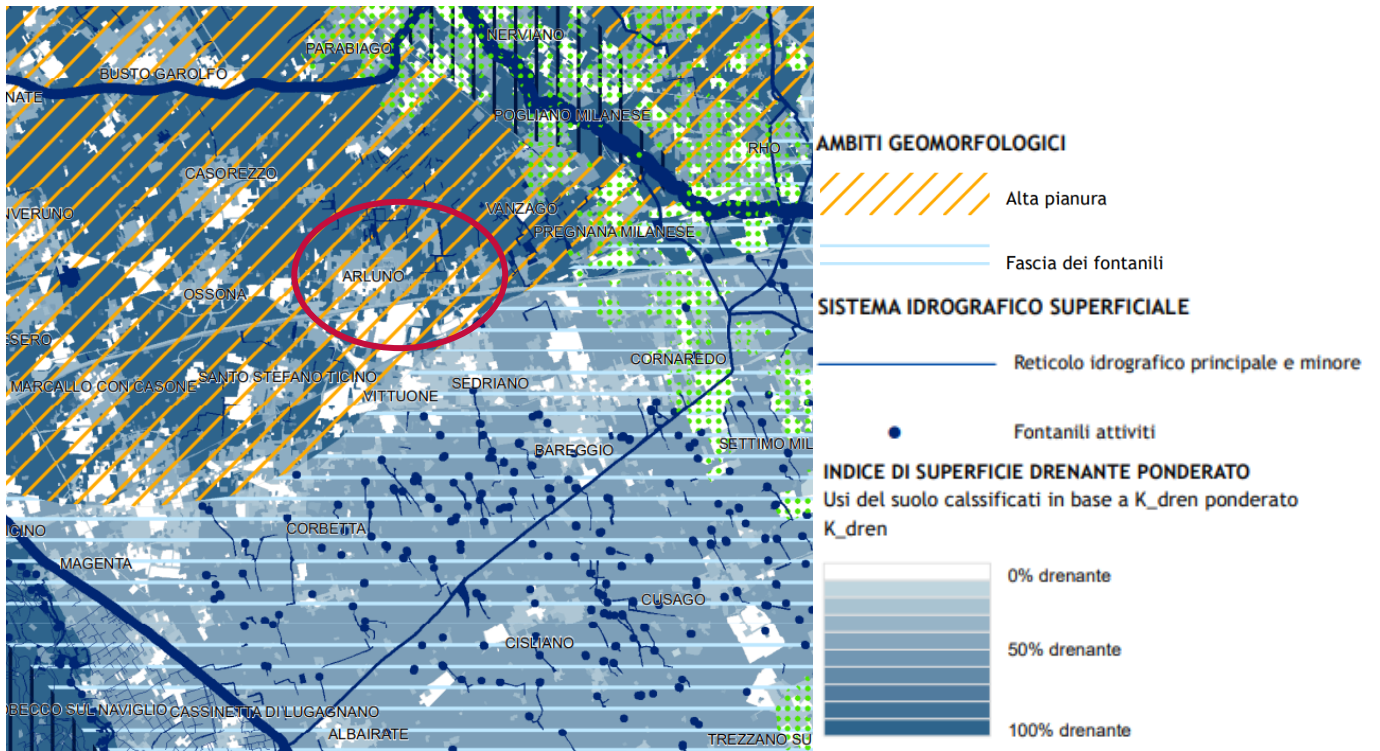 PARABIAGO
NERVIANO
BUSTO GAROLFO
NATE
POGLIANO MILANESE
RHO
CASOREZZO
NVERUNO
VANZAGO
PREGNANA MILANESE
ARLUNO
OSSONA
ESERO
CORNAREDO
MARCALLO CON CASONE
SANTO STEFANO TICINO
SEDRIANO
VITTUONE
SETTIMO MIL
BAREGGIO
CORBETTA
ICINO
MAGENTA
CUSAGO
CISLIANO
OBECCO SUL NAVIGLIO
CASSINETTA DI LUGAGNANO
ALBAIRATE
TREZZANO SU
AMBITI GEOMORFOLOGICI
Alta pianura
Fascia dei fontanili
SISTEMA IDROGRAFICO SUPERFICIALE
Reticolo idrografico principale e minore
Fontanili attiviti
INDICE DI SUPERFICIE DRENANTE PONDERATO
Usi del suolo calssificati in base a K_dren ponderato
K_dren
0% drenante
50% drenante
100% drenante